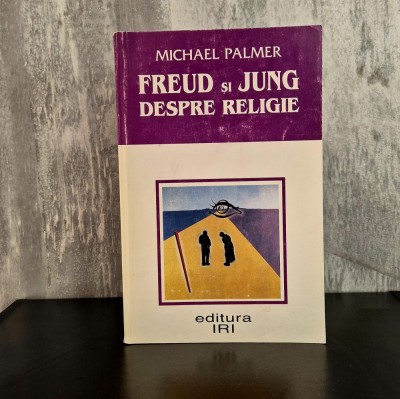 MICHAEL PALMER
FREUD și JUNG
DESPRE RELIGIE
editura
IRI